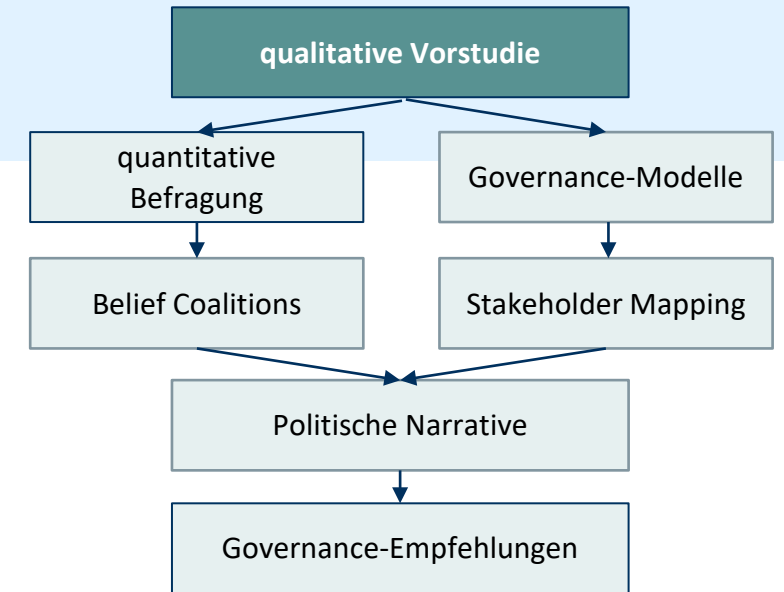 qualitative Vorstudie
quantitative
Befragung
Governance-Modelle
Belief Coalitions
Stakeholder Mapping
Politische Narrative
Governance-Empfehlungen